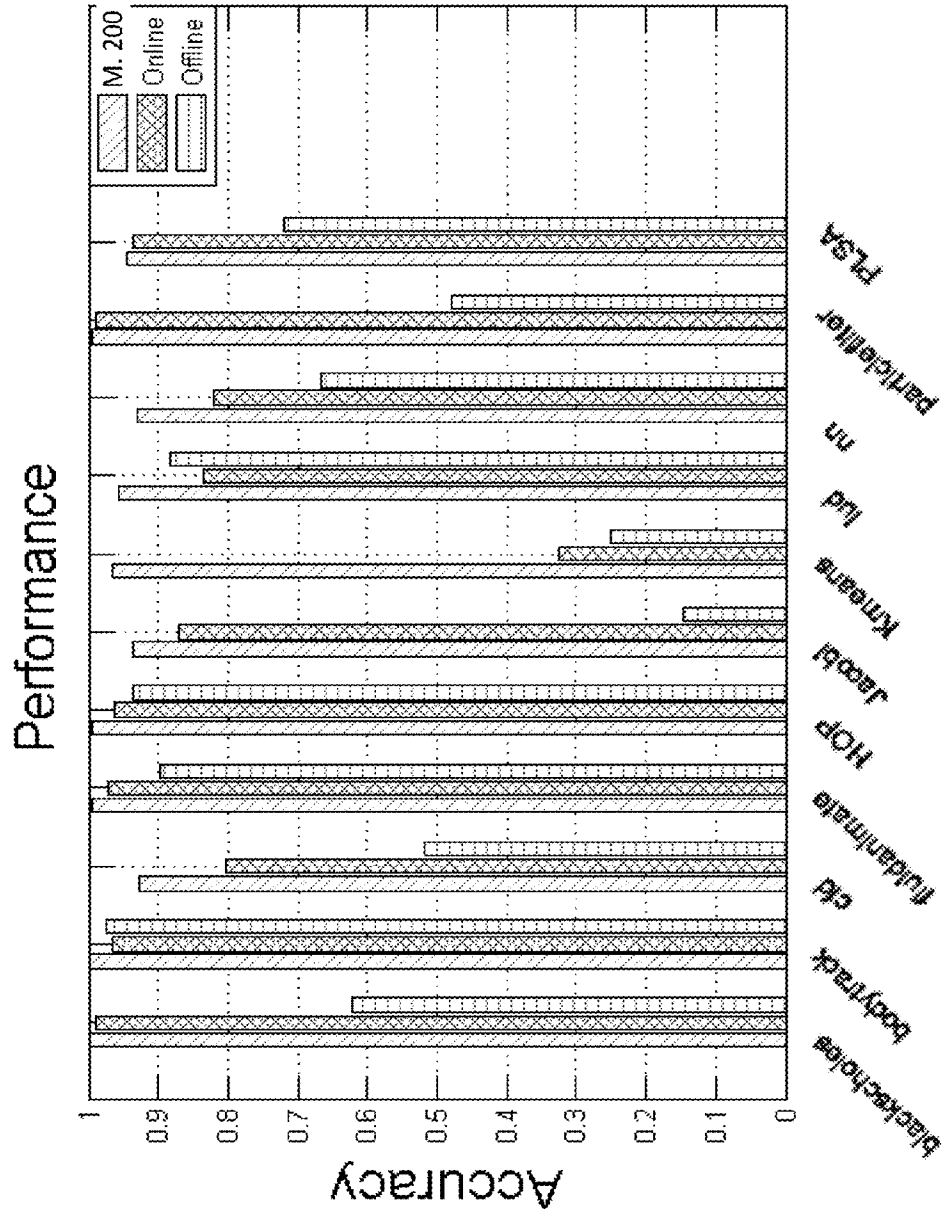 Performance
M. 200
Online
Offline
Accuracy
1
0.9
0.8
0.7
0.6
0.5
0.4
0.3
0.2
0.1
0
blackscholes
bodytrack
cfd
fluidanimate
HOP
Jacobi
Kmeans
lud
nn
particlefilter
PLSA